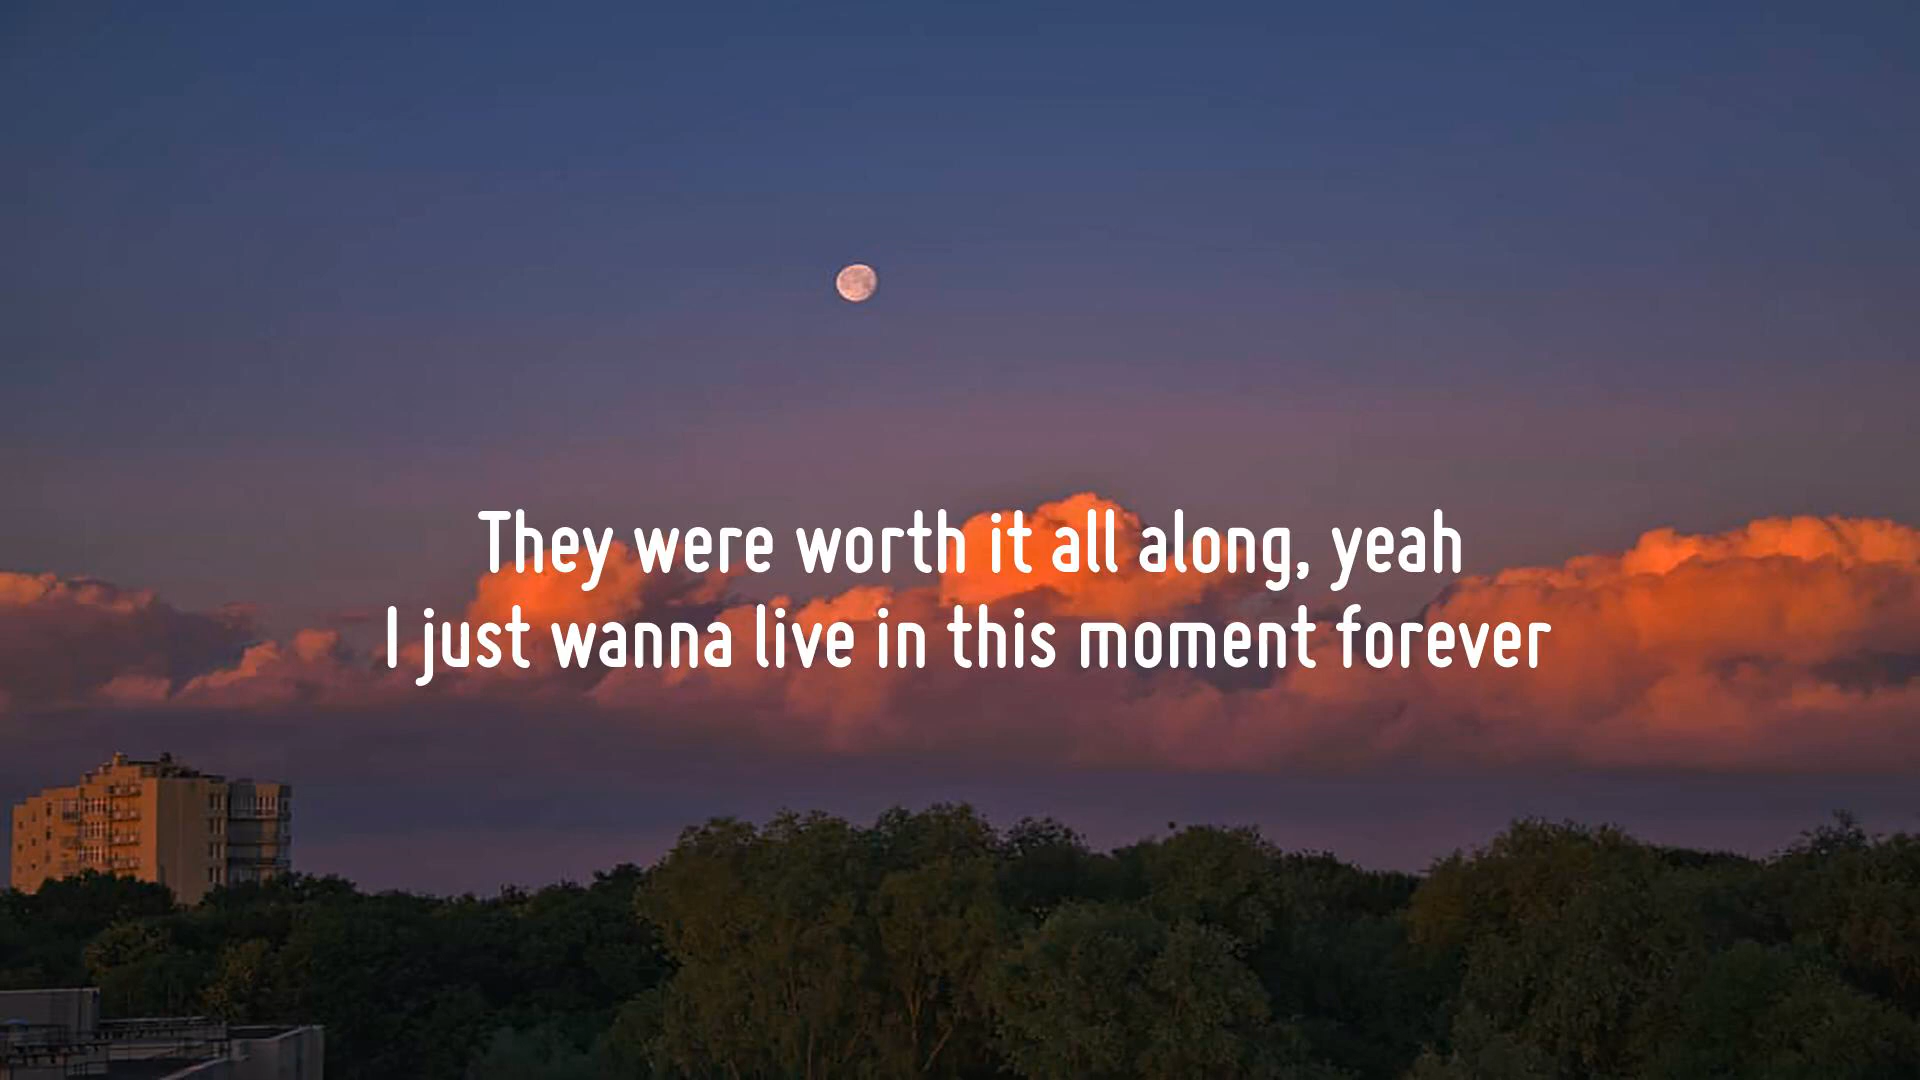 They were worth it all along, yeah
I just wanna live in this moment forever